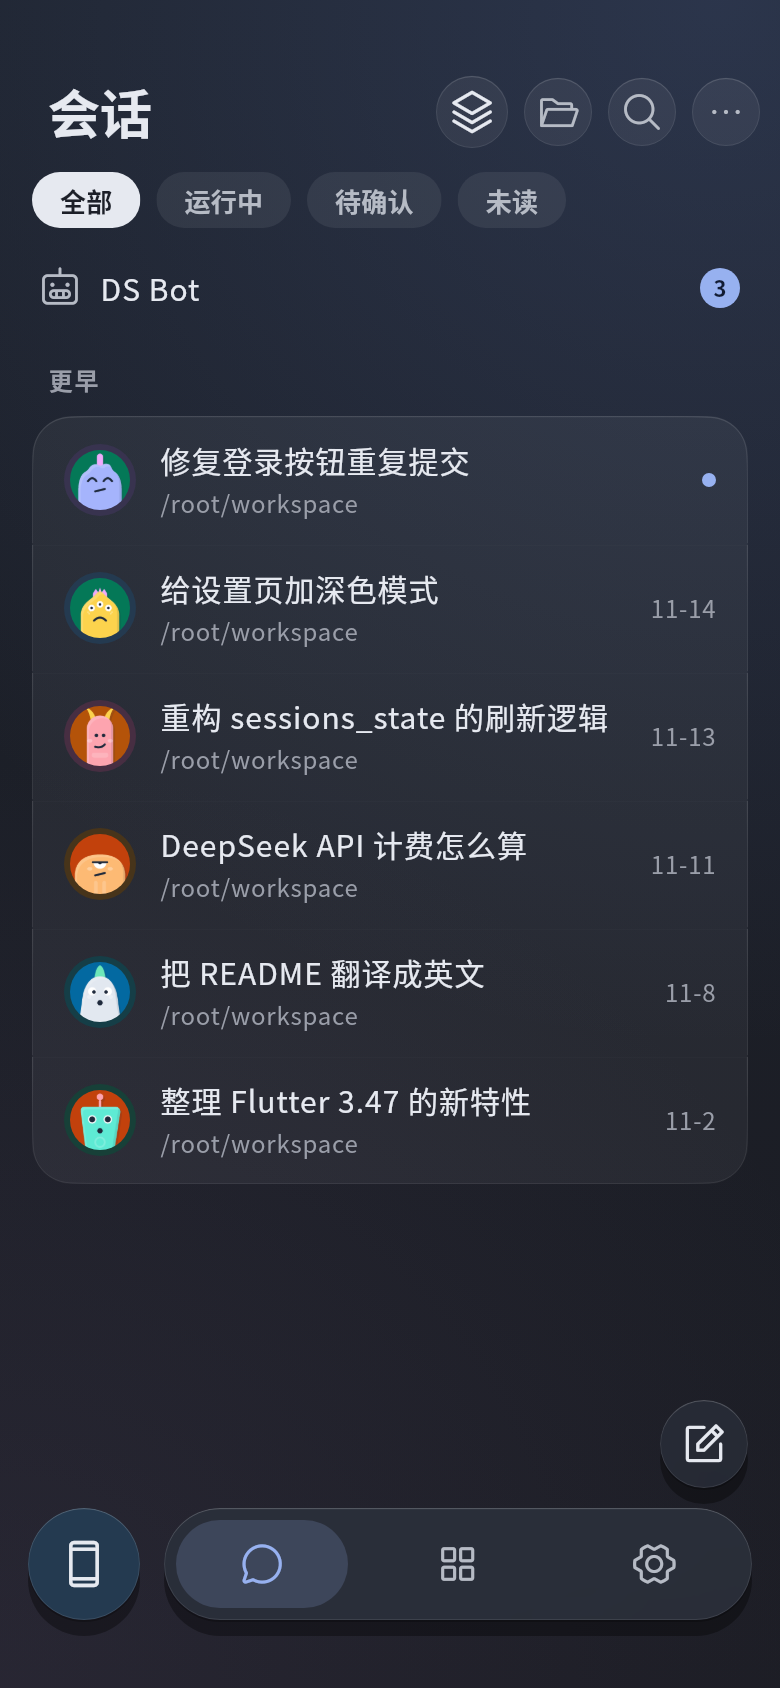 会话
全部
运行中
待确认
未读
DS Bot
3
更早
修复登录按钮重复提交
/root/workspace
给设置页加深色模式
/root/workspace
11-14
重构 sessions_state 的刷新逻辑
/root/workspace
11-13
DeepSeek API 计费怎么算
/root/workspace
11-11
把 README 翻译成英文
/root/workspace
11-8
整理 Flutter 3.47 的新特性
/root/workspace
11-2